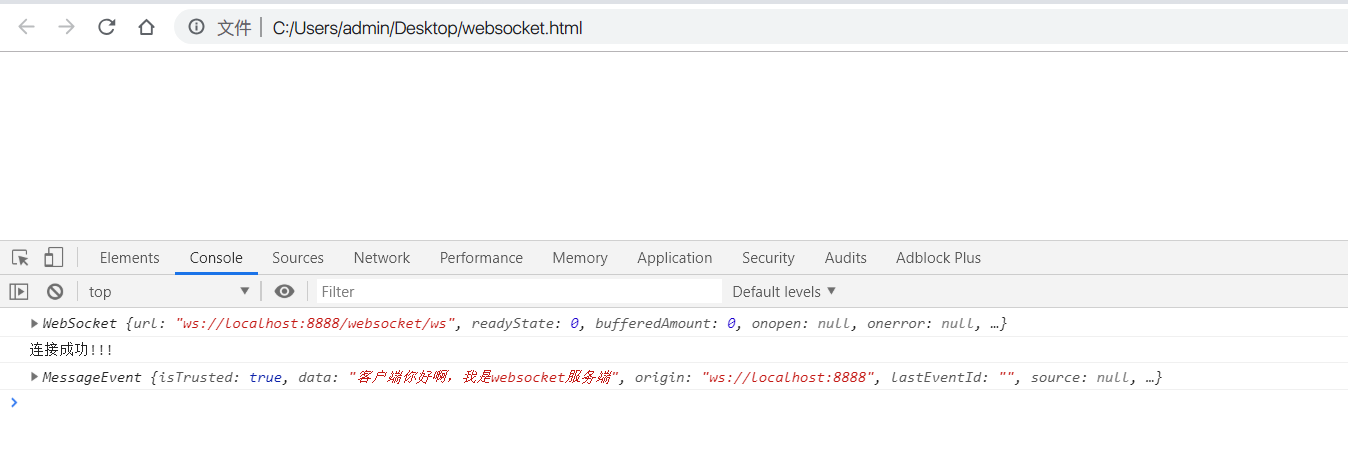 文件 | C:/Users/admin/Desktop/websocket.html
Elements Console Sources Network Performance Memory Application Security Audits Adblock Plus
top Filter Default levels
WebSocket {url: "ws://localhost:8888/websocket/ws", readyState: 0, bufferedAmount: 0, onopen: null, onerror: null, …}
连接成功!!!
MessageEvent {isTrusted: true, data: "客户端你好啊，我是websocket服务端", origin: "ws://localhost:8888", lastEventId: "", source: null, …}